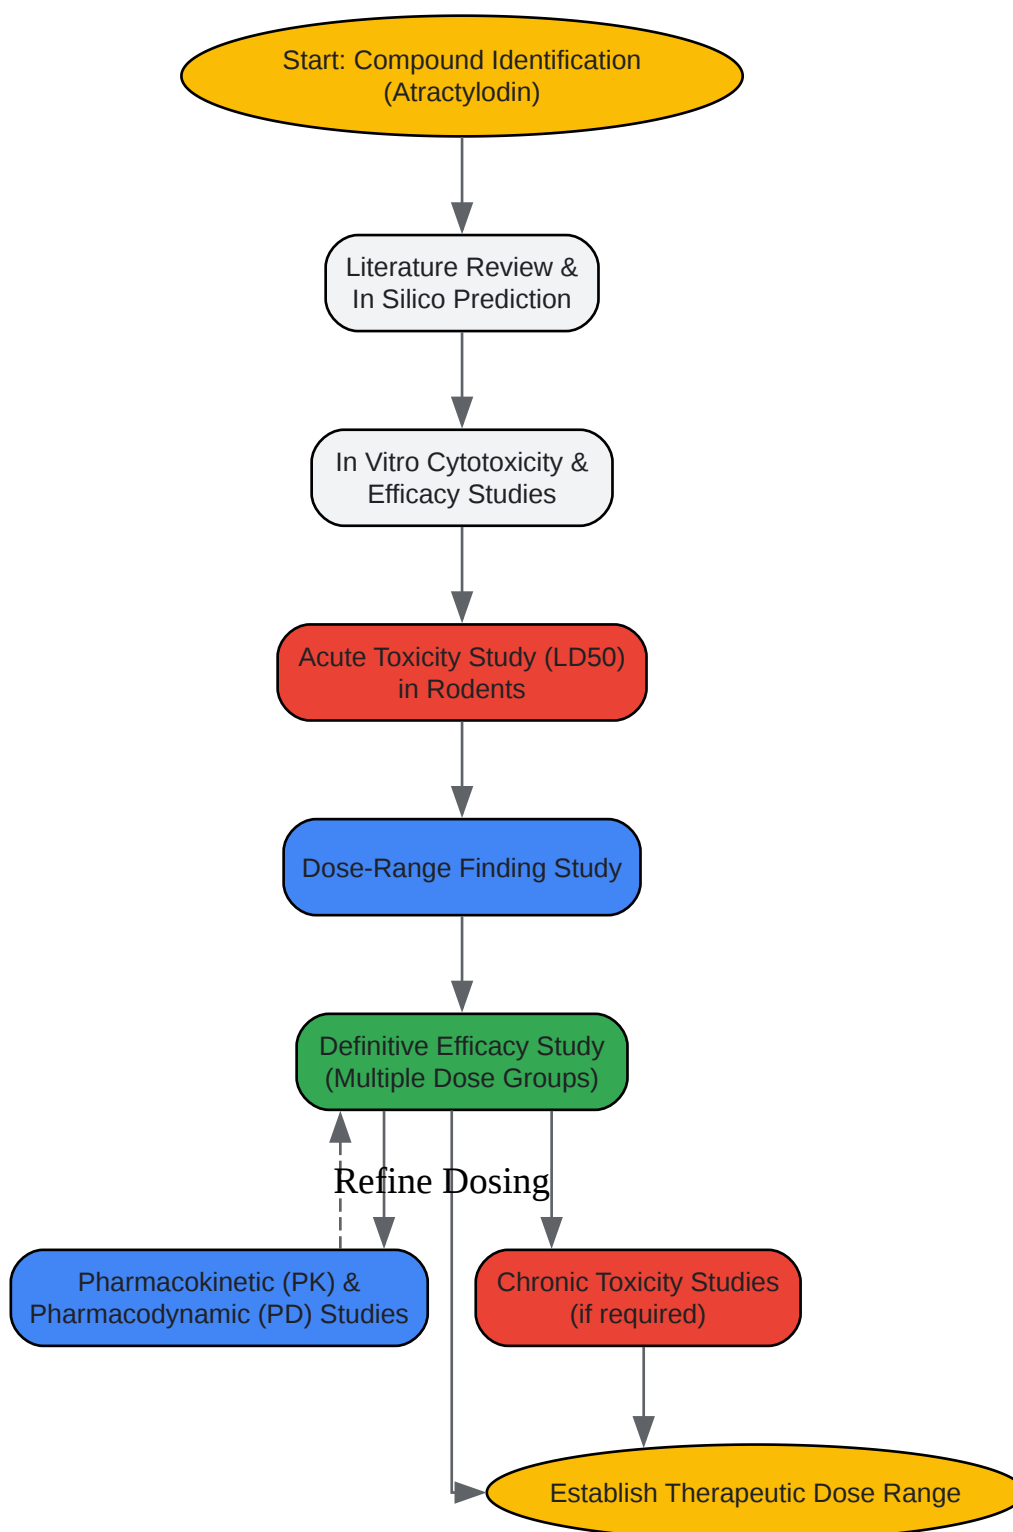 Start: Compound Identification
(Atractylodin)
Literature Review &
In Silico Prediction
In Vitro Cytotoxicity &
Efficacy Studies
Acute Toxicity Study (LD50)
in Rodents
Dose-Range Finding Study
Definitive Efficacy Study
(Multiple Dose Groups)
Refine Dosing
Pharmacokinetic (PK) &
Pharmacodynamic (PD) Studies
Chronic Toxicity Studies
(if required)
Establish Therapeutic Dose Range